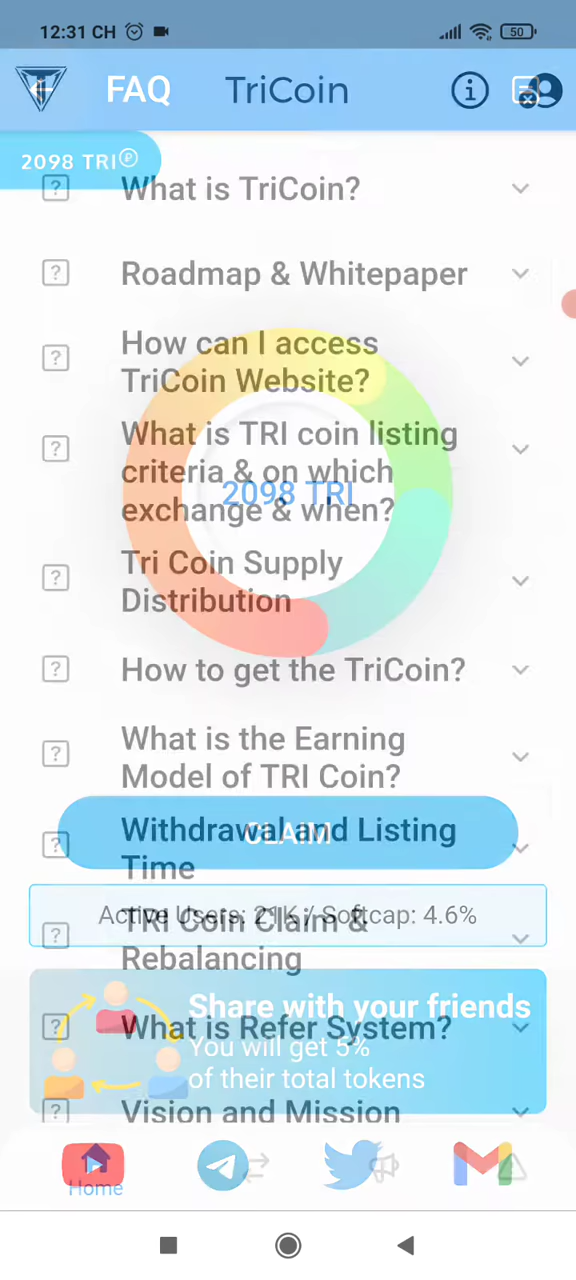 12:31 CH
50
FAQ
TriCoin
2098 TRI
What is TriCoin?
Roadmap & Whitepaper
How can I access
TriCoin Website?
What is TRI coin listing
criteria & on which
2098 TRI
exchange & when?
Tri Coin Supply
Distribution
How to get the TriCoin?
What is the Earning
Model of TRI Coin?
Withdrawal and Listing
CLAIM
Time
Active Users: 21K / Softcap: 4.6%
TRI Coin Claim &
Rebalancing
Share with your friends
What is Refer System?
You will get 5%
of their total tokens
Vision and Mission
Home